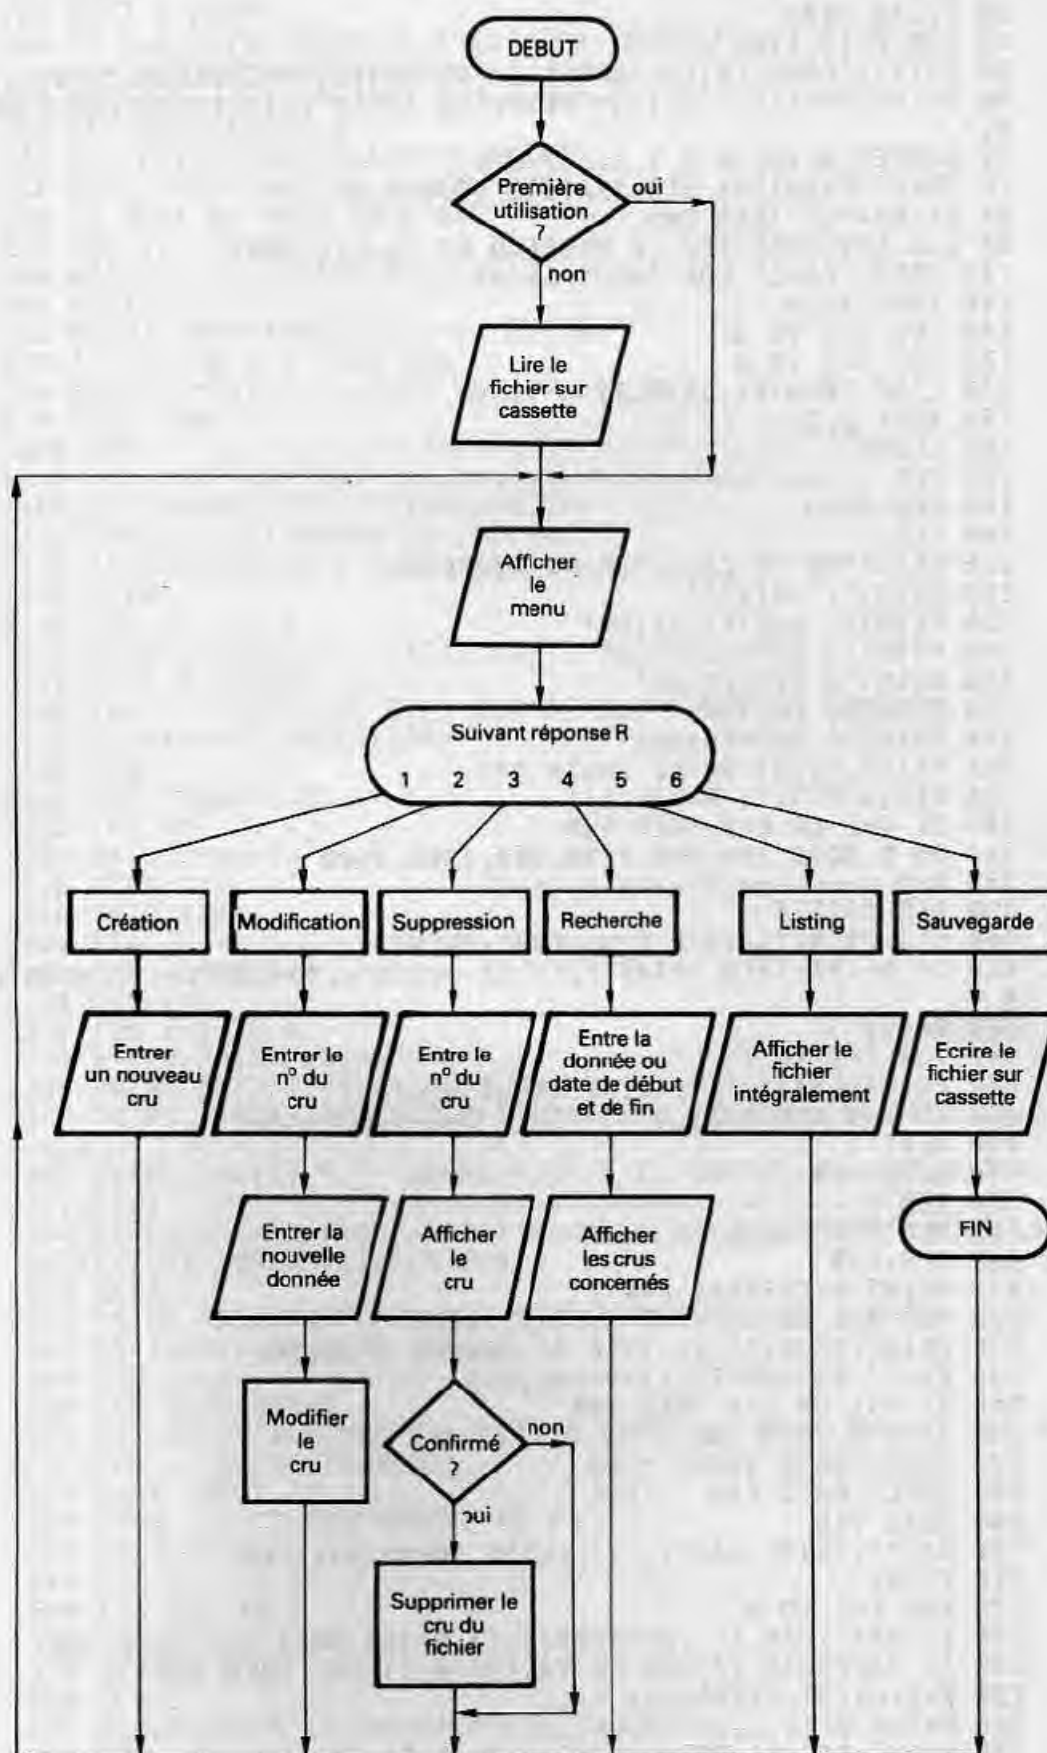 DEBUT
Première
utilisation
?
oui
non
Lire le
fichier sur
cassette
Afficher
le
menu
Suivant réponse R
1 2 3 4 5 6
Création
Modification
Suppression
Recherche
Listing
Sauvegarde
Entrer
un nouveau
cru
Entrer le
n° du
cru
Entre le
n° du
cru
Entre la
donnée ou
date de début
et de fin
Afficher le
fichier
intégralement
Ecrire le
fichier sur
cassette
Entrer la
nouvelle
donnée
Afficher
le
cru
Afficher
les crus
concernés
FIN
Modifier
le
cru
Confirmé
?
non
oui
Supprimer le
cru du
fichier